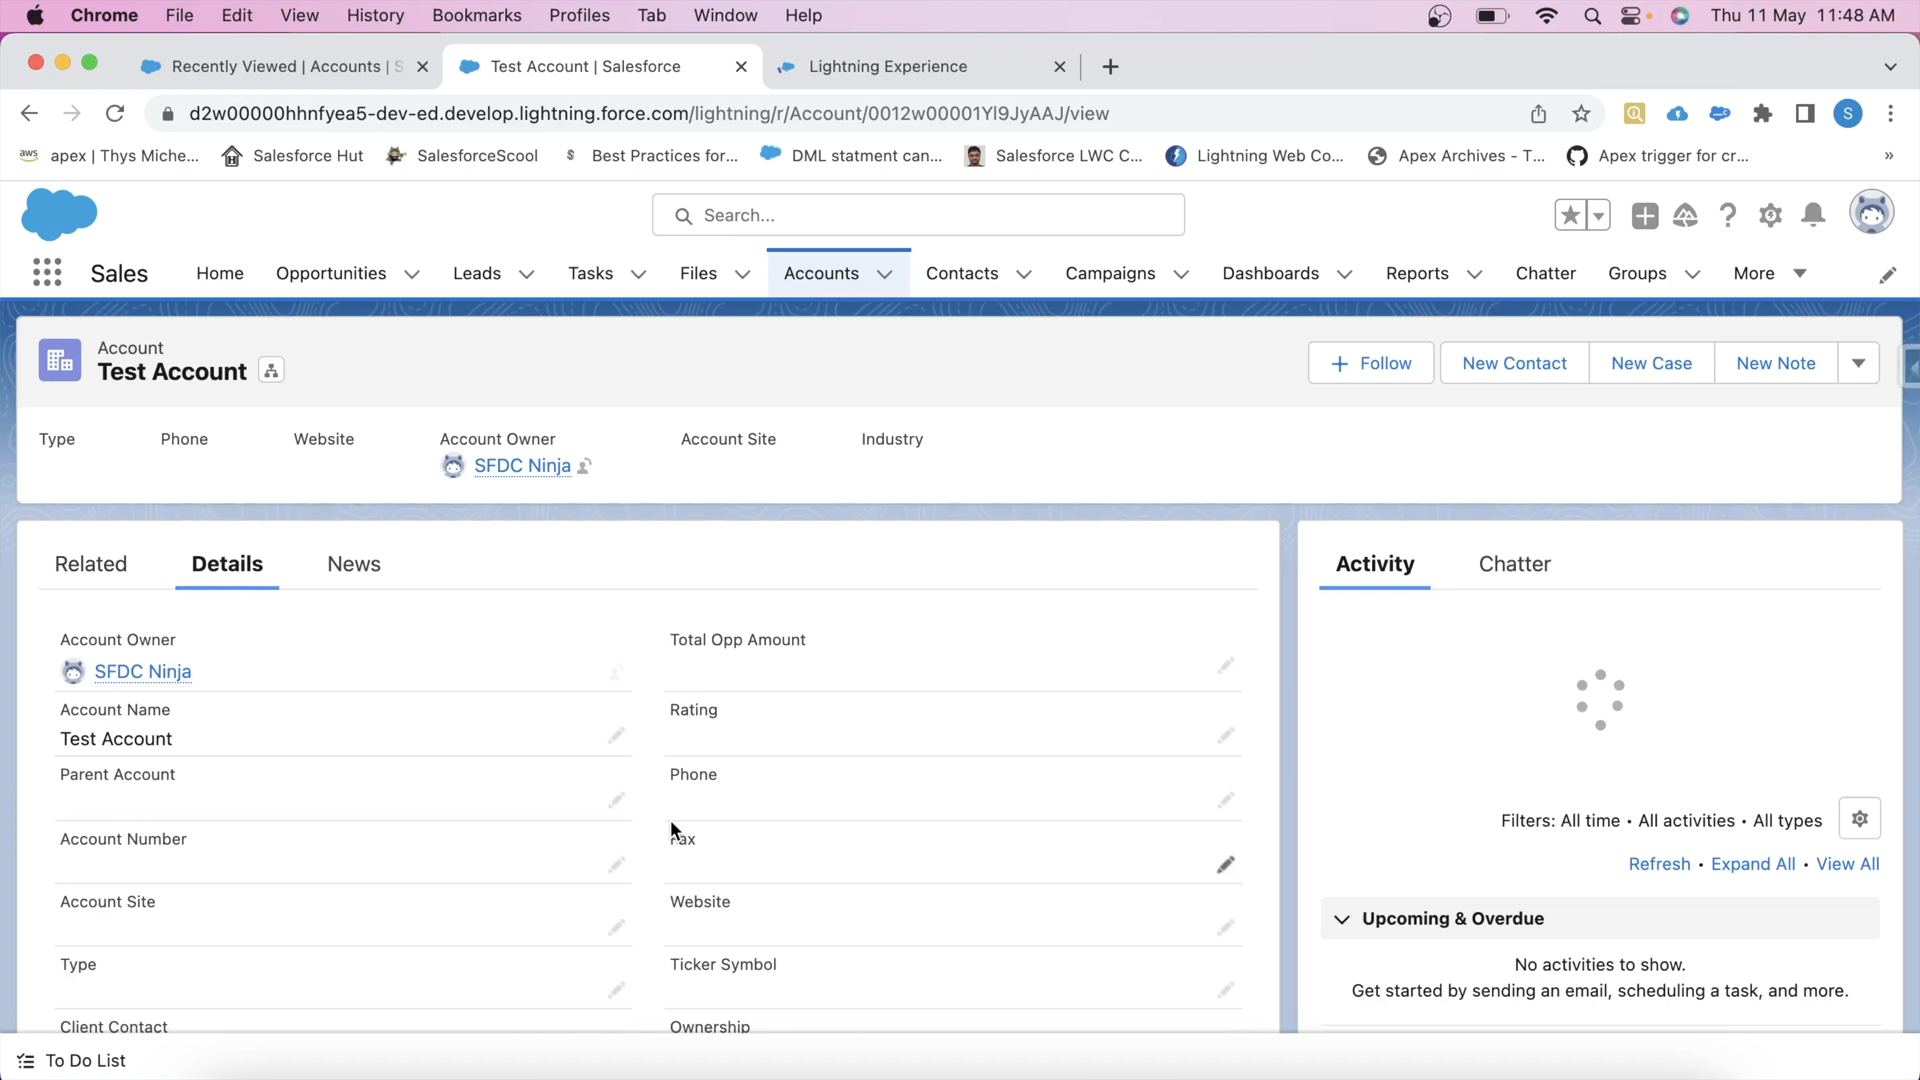 Chrome File Edit View History Bookmarks Profiles Tab Window Help Thu 11 May 11:48 AM
Recently Viewed | Accounts | S Test Account | Salesforce Lightning Experience
d2w00000hhnfyea5-dev-ed.develop.lightning.force.com/lightning/r/Account/0012w00001Yl9JyAAJ/view S
aws apex | Thys Miche... Salesforce Hut SalesforceScool $ Best Practices for... DML statment can... Salesforce LWC C... Lightning Web Co... Apex Archives - T... Apex trigger for cr... »
Search...
Sales Home Opportunities Leads Tasks Files Accounts Contacts Campaigns Dashboards Reports Chatter Groups More
Account
Test Account
+ Follow New Contact New Case New Note
Type Phone Website Account Owner Account Site Industry
SFDC Ninja
Related Details News
Activity Chatter
Account Owner Total Opp Amount
SFDC Ninja
Account Name Rating
Test Account
Parent Account Phone
Account Number Fax
Account Site Website
Type Ticker Symbol
Client Contact Ownership
Filters: All time • All activities • All types
Refresh • Expand All • View All
Upcoming & Overdue
No activities to show.
Get started by sending an email, scheduling a task, and more.
To Do List